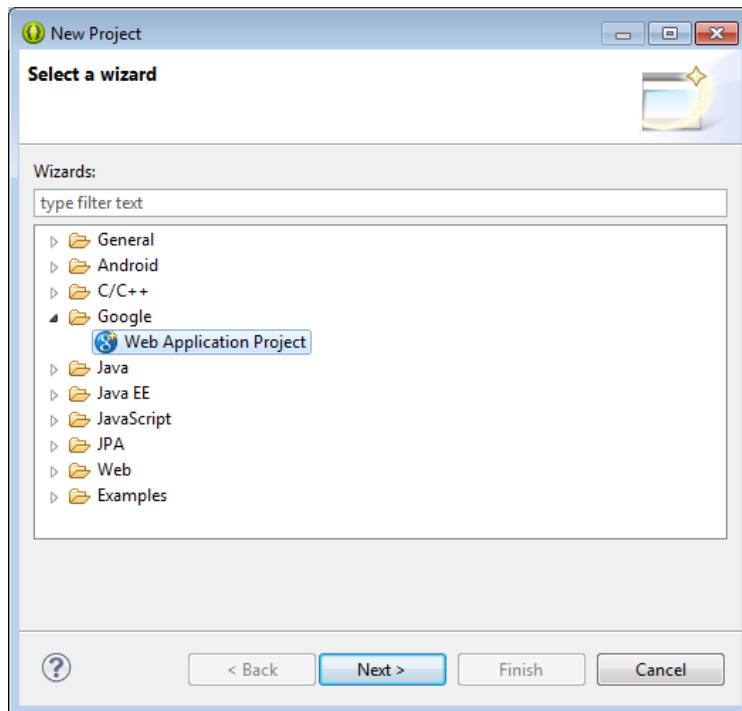 New Project
Select a wizard
Wizards:
type filter text
General
Android
C/C++
Google
Web Application Project
Java
Java EE
JavaScript
JPA
Web
Examples
? < Back Next > Finish Cancel